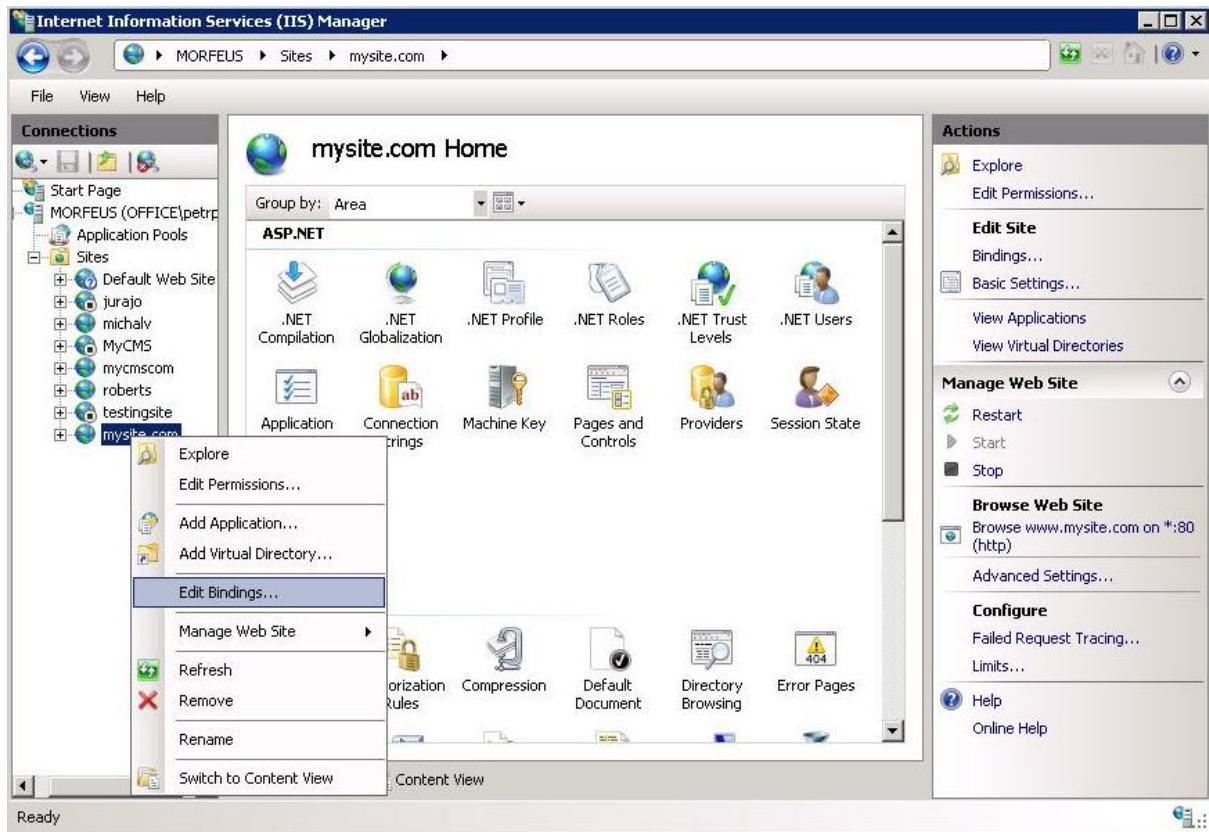 Internet Information Services (IIS) Manager
MORFEUS Sites mysite.com
File View Help
Connections
Start Page
MORFEUS (OFFICE\petrp
Application Pools
Sites
Default Web Site
jurajo
michalv
MyCMS
mycmscom
roberts
testingsite
mysite.com
Explore
Edit Permissions...
Add Application...
Add Virtual Directory...
Edit Bindings...
Manage Web Site
Refresh
Remove
Rename
Switch to Content View
mysite.com Home
Group by: Area
ASP.NET
.NET Compilation
.NET Globalization
.NET Profile
.NET Roles
.NET Trust Levels
.NET Users
Application
Connection
rings
Machine Key
Pages and Controls
Providers
Session State
ab
orization
Rules
Compression
Default Document
Directory Browsing
404
Error Pages
Content View
Actions
Explore
Edit Permissions...
Edit Site
Bindings...
Basic Settings...
View Applications
View Virtual Directories
Manage Web Site
Restart
Start
Stop
Browse Web Site
Browse www.mysite.com on *:80
(http)
Advanced Settings...
Configure
Failed Request Tracing...
Limits...
Help
Online Help
Ready